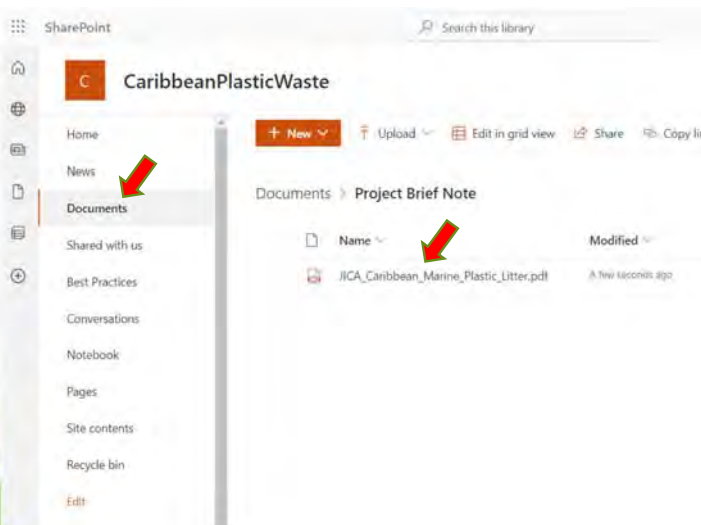 SharePoint
Search this library
C
CaribbeanPlasticWaste
Home
News
Documents
Shared with us
Best Practices
Conversations
Notebook
Pages
Site contents
Recycle bin
Edit
+ New
Upload
Edit in grid view
Share
Copy li
Documents > Project Brief Note
Name
Modified
JICA_Caribbean_Marine_Plastic_Litter.pdf
A few seconds ago